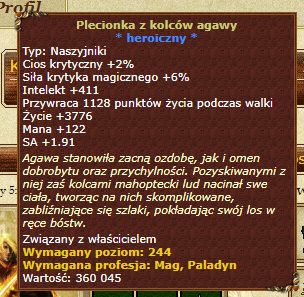 Profil
Plecionka z kolców agawy
* heroiczny *
Typ: Naszyjniki
Cios krytyczny +2%
Siła krytyka magicznego +6%
Intelekt +411
Przywraca 1128 punktów życia podczas walki
Życie +3776
Mana +122
SA +1.91
Agawa stanowiła zacną ozdobę, jak i omen
dobrobytu oraz przychylności. Pozyskiwanymi z
niej zaś kolcami mahoptecki lud nacinał swe
ciała, tworząc na nich skomplikowane,
zabliźniające się szlaki, pokładając swój los w
ręce bóstw.
Związany z właścicielem
Wymagany poziom: 244
Wymagana profesja: Mag, Paladyn
Wartość: 360 045